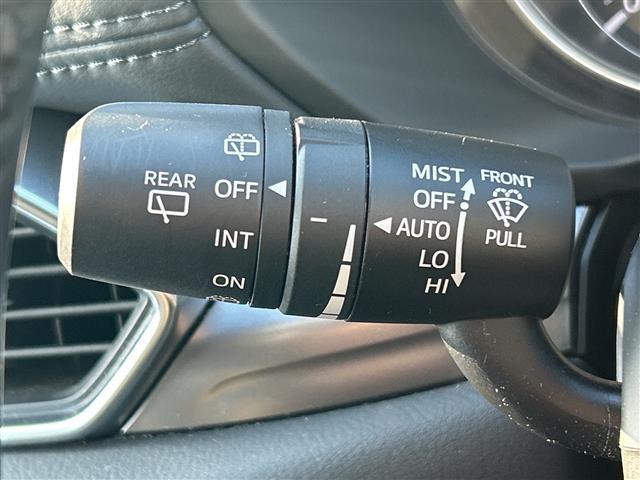 REAR
OFF
INT
ON
MIST
OFF
AUTO
LO
HI
FRONT
PULL